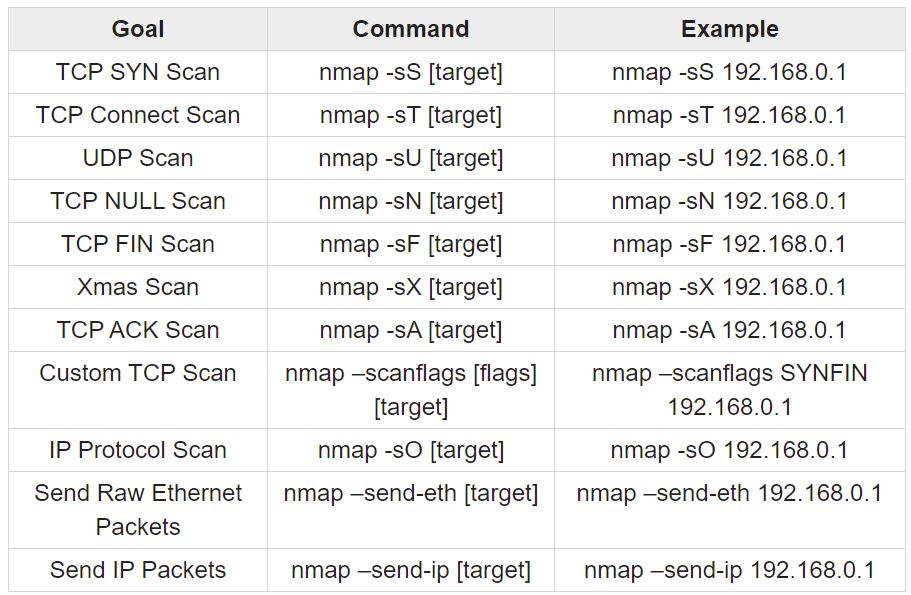 Goal Command Example
TCP SYN Scan nmap -sS [target] nmap -sS 192.168.0.1
TCP Connect Scan nmap -sT [target] nmap -sT 192.168.0.1
UDP Scan nmap -sU [target] nmap -sU 192.168.0.1
TCP NULL Scan nmap -sN [target] nmap -sN 192.168.0.1
TCP FIN Scan nmap -sF [target] nmap -sF 192.168.0.1
Xmas Scan nmap -sX [target] nmap -sX 192.168.0.1
TCP ACK Scan nmap -sA [target] nmap -sA 192.168.0.1
Custom TCP Scan nmap –scanflags [flags] nmap –scanflags SYNFIN
[target] 192.168.0.1
IP Protocol Scan nmap -sO [target] nmap -sO 192.168.0.1
Send Raw Ethernet nmap –send-eth [target] nmap –send-eth 192.168.0.1
Packets
Send IP Packets nmap –send-ip [target] nmap –send-ip 192.168.0.1